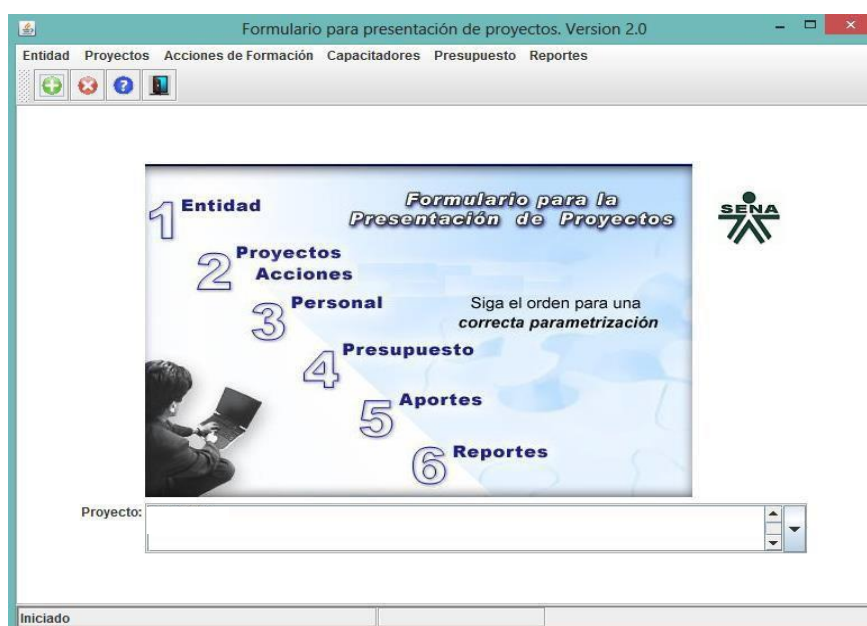 Formulario para presentación de proyectos. Version 2.0
Entidad Proyectos Acciones de Formación Capacitadores Presupuesto Reportes
1 Entidad
Formulario para la
Presentación de Proyectos
SENA
2 Proyectos
Acciones
3 Personal
Siga el orden para una
correcta parametrización
4 Presupuesto
5 Aportes
6 Reportes
Proyecto:
Iniciado